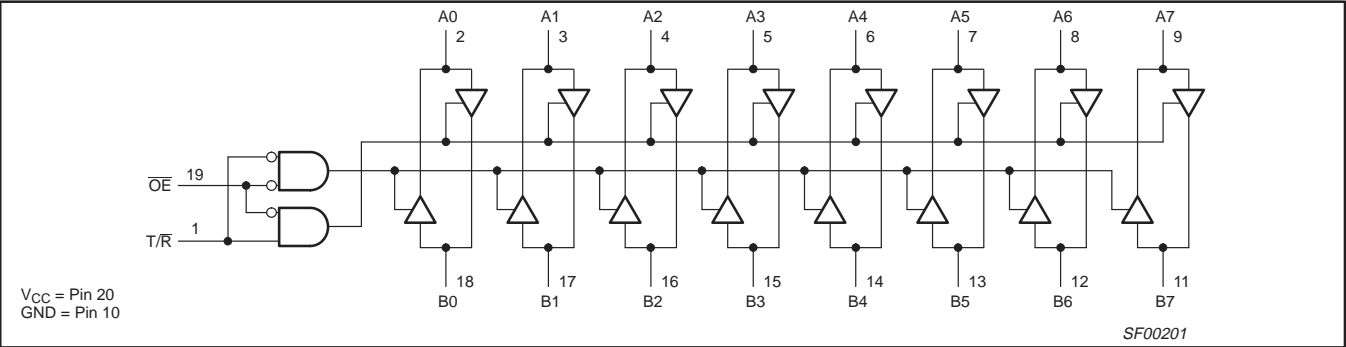 A0 A1 A2 A3 A4 A5 A6 A7
2 3 4 5 6 7 8 9
O̅E̅ 19
T/R̅ 1
18 17 16 15 14 13 12 11
B0 B1 B2 B3 B4 B5 B6 B7
VCC = Pin 20
GND = Pin 10
SF00201